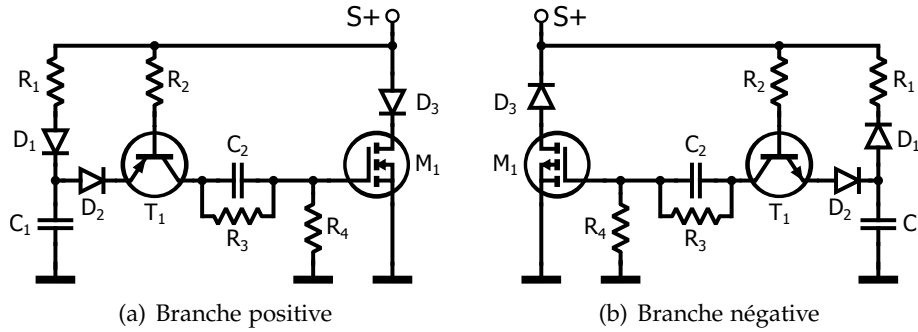 S+
R1
R2
D1
D3
C2
M1
C1
D2
T1
R3
R4
(a) Branche positive
S+
D3
R2
R1
C2
D1
M1
R4
R3
T1
D2
C
(b) Branche négative